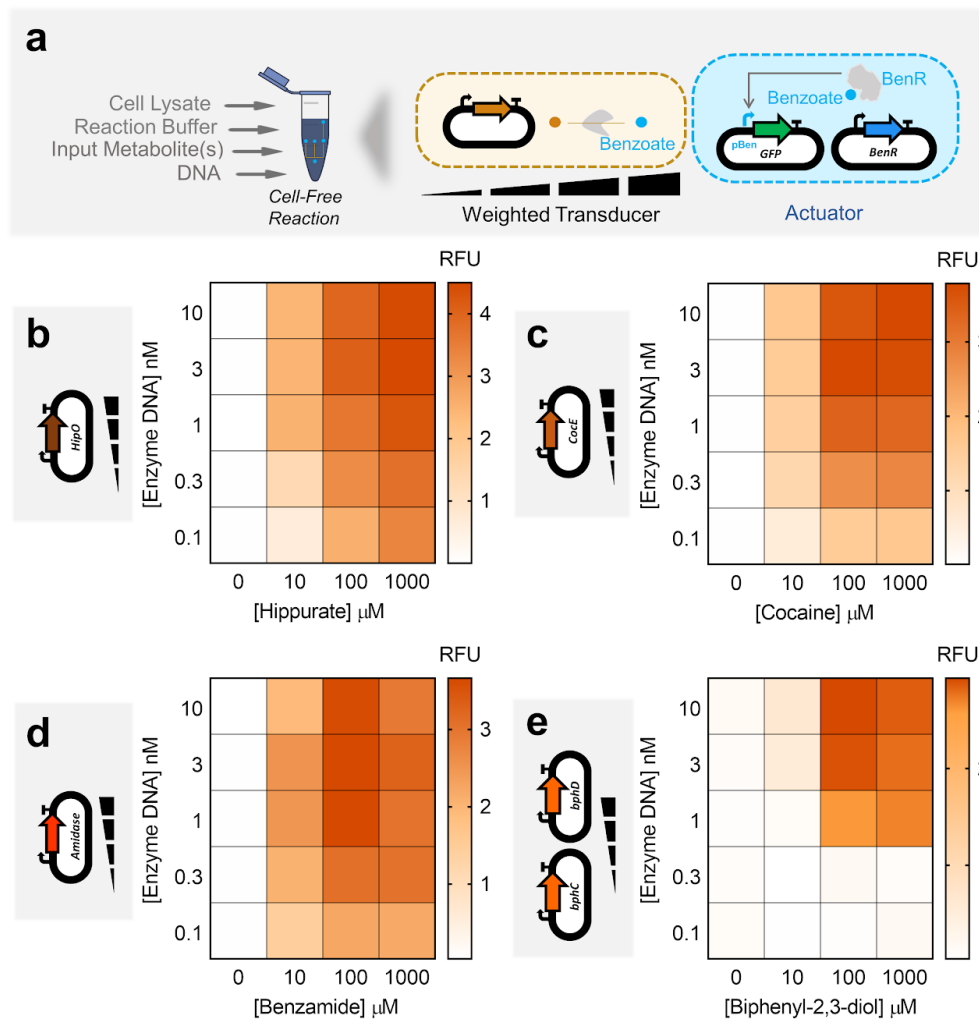 a
Cell Lysate
Reaction Buffer
Input Metabolite(s)
DNA
Cell-Free
Reaction
Benzoate
Weighted Transducer
BenR
Benzoate
pBen
GFP
BenR
Actuator
b
HipO
[Enzyme DNA] nM
10
3
1
0.3
0.1
0 10 100 1000
[Hippurate] μM
RFU
4
3
2
1
c
CocE
[Enzyme DNA] nM
10
3
1
0.3
0.1
0 10 100 1000
[Cocaine] μM
RFU
d
Amidase
[Enzyme DNA] nM
10
3
1
0.3
0.1
0 10 100 1000
[Benzamide] μM
RFU
3
2
1
e
bphD
bphC
[Enzyme DNA] nM
10
3
1
0.3
0.1
0 10 100 1000
[Biphenyl-2,3-diol] μM
RFU